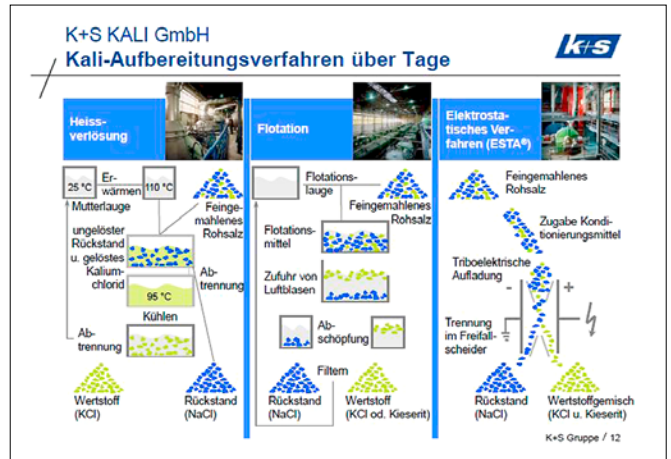 K+S KALI GmbH
Kali-Aufbereitungsverfahren über Tage
k+s
Heiss-
verlösung
25 °C
Er-
wärmen
110 °C
Mutterlauge
Feinge-
mahlenes
Rohsalz
ungelöster
Rückstand
u. gelöstes
Kalium-
chlorid
Ab-
trennung
95 °C
Kühlen
Ab-
trennung
Wertstoff
(KCl)
Rückstand
(NaCl)
Flotation
Flotations-
lauge
Feingemahlenes
Rohsalz
Flotations-
mittel
Zufuhr von
Luftblasen
Ab-
schöpfung
Filtern
Rückstand
(NaCl)
Wertstoff
(KCl od. Kieserit)
Elektrosta-
tisches Ver-
fahren (ESTA®)
Feingemahlenes
Rohsalz
Zugabe Kondi-
tionierungsmittel
Triboelektrische
Aufladung
- +
Trennung
im Freifall-
scheider
Rückstand
(NaCl)
Wertstoffgemisch
(KCl u. Kieserit)
K+S Gruppe / 12